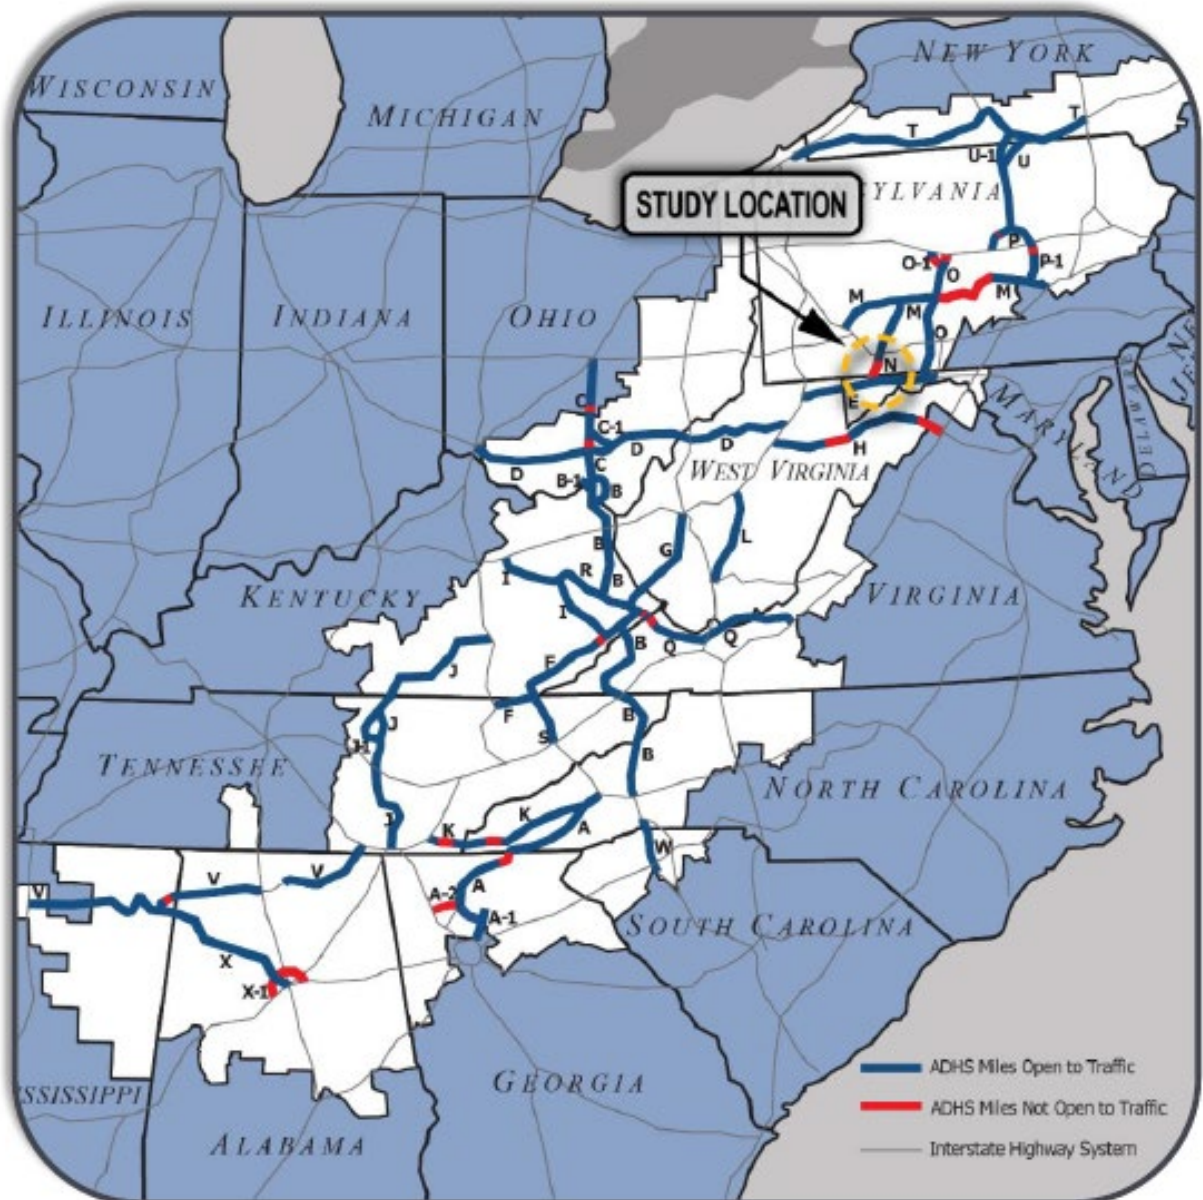 NEW YORK
WISCONSIN
MICHIGAN
T
T
U-1
U
STUDY LOCATION
YLVANIA
P
O-1
P-1
O
M
M
M
ILLINOIS
INDIANA
OHIO
O
N
E
MARYLAND
DELAWARE
C
C-1
D
D
H
D
C
WEST VIRGINIA
B-1
B
L
B
G
I
R
B
KENTUCKY
I
VIRGINIA
B
Q
Q
F
J
F
B
J
S
J-1
B
TENNESSEE
NORTH CAROLINA
J
K
K
A
W
V
V
V
A
A-2
A-1
SOUTH CAROLINA
X
X-1
GEORGIA
SSISSIPPI
ALABAMA
ADHS Miles Open to Traffic
ADHS Miles Not Open to Traffic
Interstate Highway System